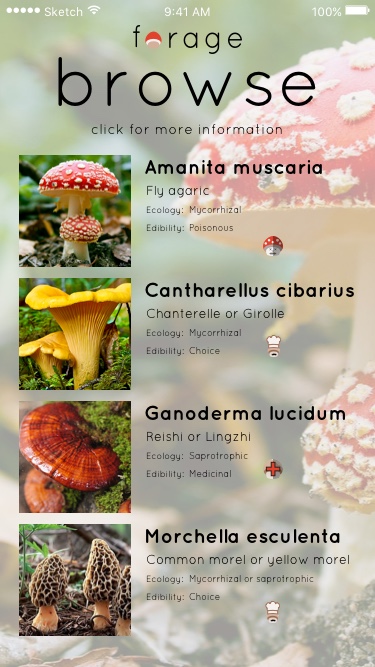 Sketch 9:41 AM 100%
forage
browse
click for more information
Amanita muscaria
Fly agaric
Ecology: Mycorrhizal
Edibility: Poisonous
Cantharellus cibarius
Chanterelle or Girolle
Ecology: Mycorrhizal
Edibility: Choice
Ganoderma lucidum
Reishi or Lingzhi
Ecology: Saprotrophic
Edibility: Medicinal
Morchella esculenta
Common morel or yellow morel
Ecology: Mycorrhizal or saprotrophic
Edibility: Choice